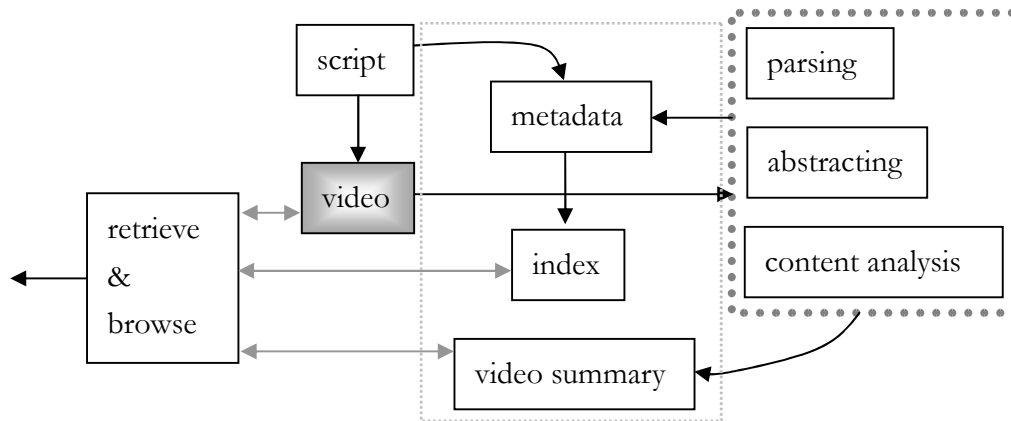 script
metadata
parsing
abstracting
video
retrieve
&
browse
index
content analysis
video summary